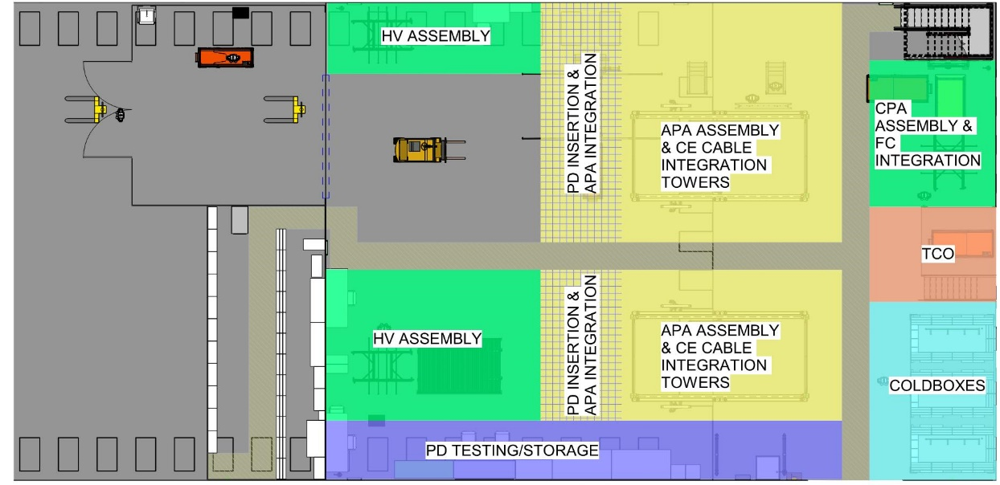 HV ASSEMBLY
PD INSERTION &
APA INTEGRATION
APA ASSEMBLY
& CE CABLE
INTEGRATION
TOWERS
CPA
ASSEMBLY &
FC
INTEGRATION
TCO
HV ASSEMBLY
PD INSERTION &
APA INTEGRATION
APA ASSEMBLY
& CE CABLE
INTEGRATION
TOWERS
COLDBOXES
PD TESTING/STORAGE